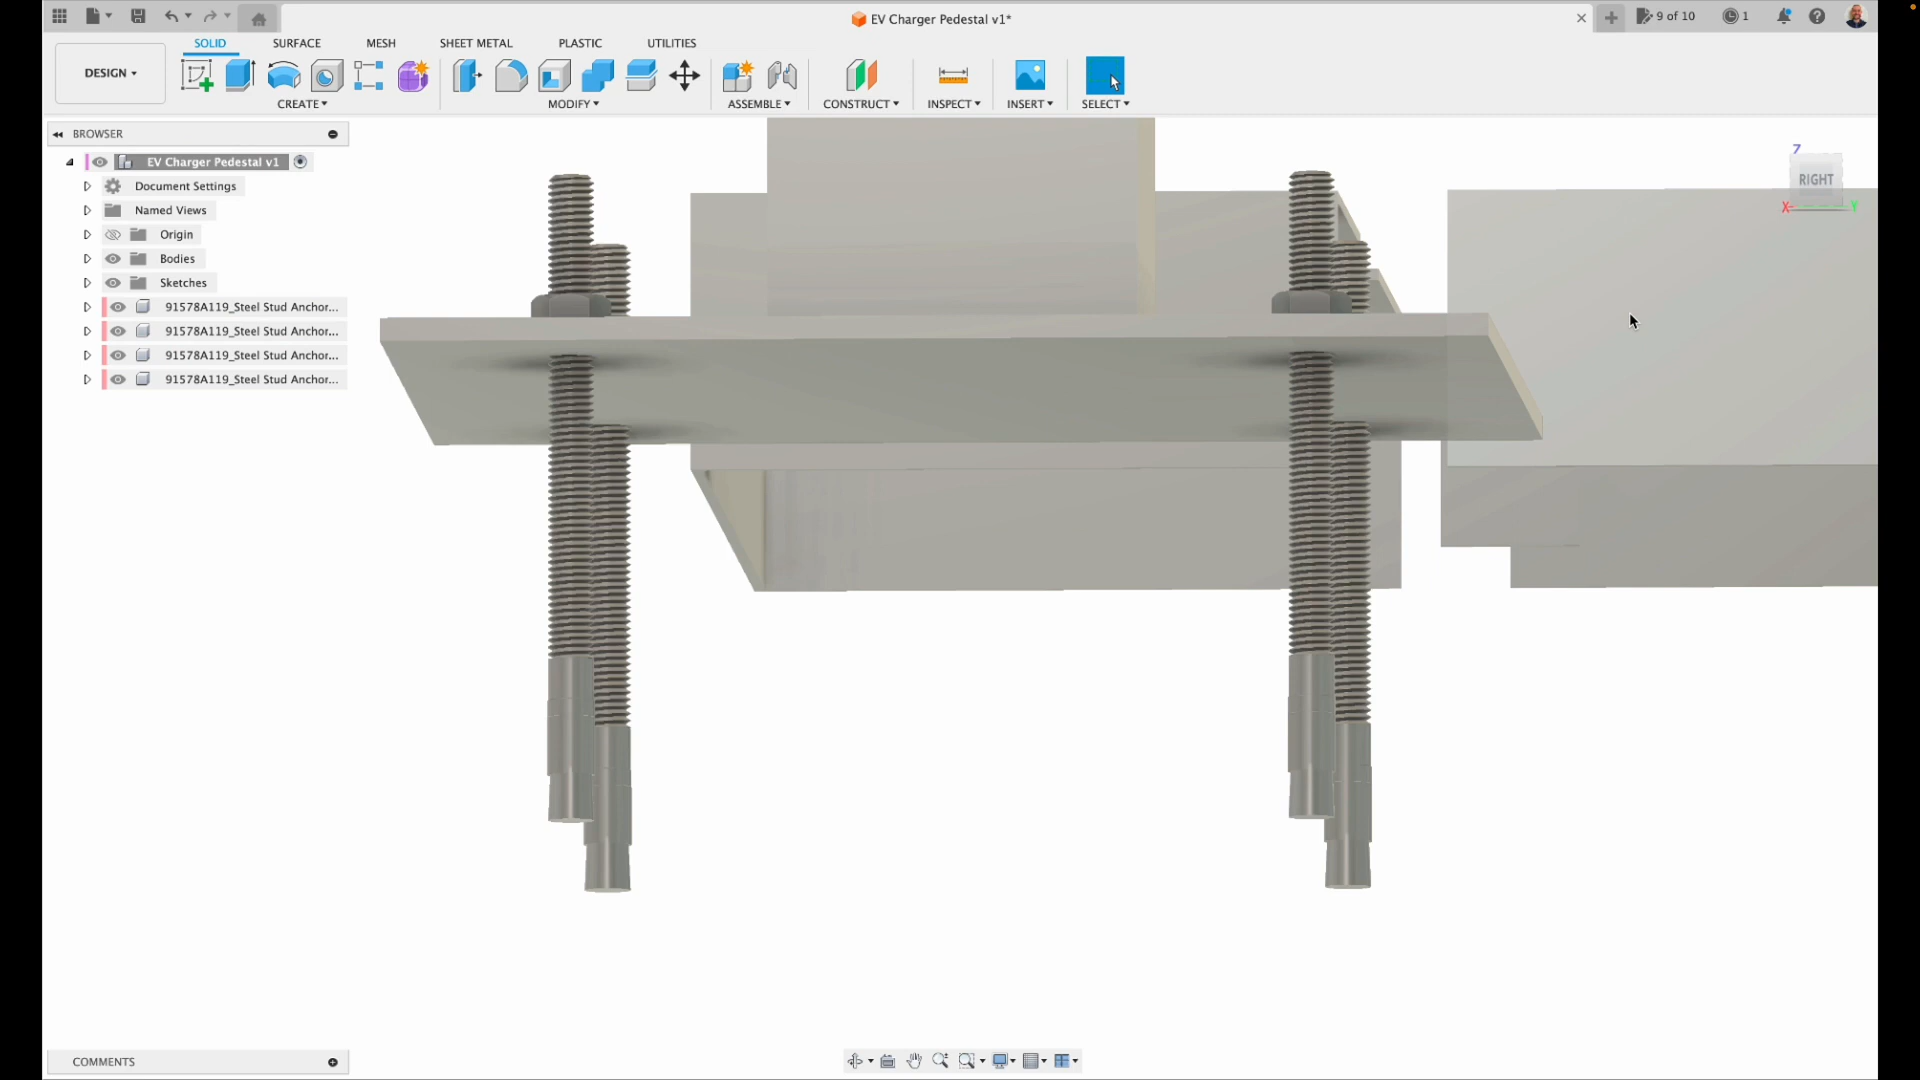 EV Charger Pedestal v1*
9 of 10
1
DESIGN
SOLID
SURFACE
MESH
SHEET METAL
PLASTIC
UTILITIES
CREATE
MODIFY
ASSEMBLE
CONSTRUCT
INSPECT
INSERT
SELECT
BROWSER
EV Charger Pedestal v1
Document Settings
Named Views
Origin
Bodies
Sketches
91578A119_Steel Stud Anchor...
91578A119_Steel Stud Anchor...
91578A119_Steel Stud Anchor...
91578A119_Steel Stud Anchor...
Z
RIGHT
X
Y
COMMENTS